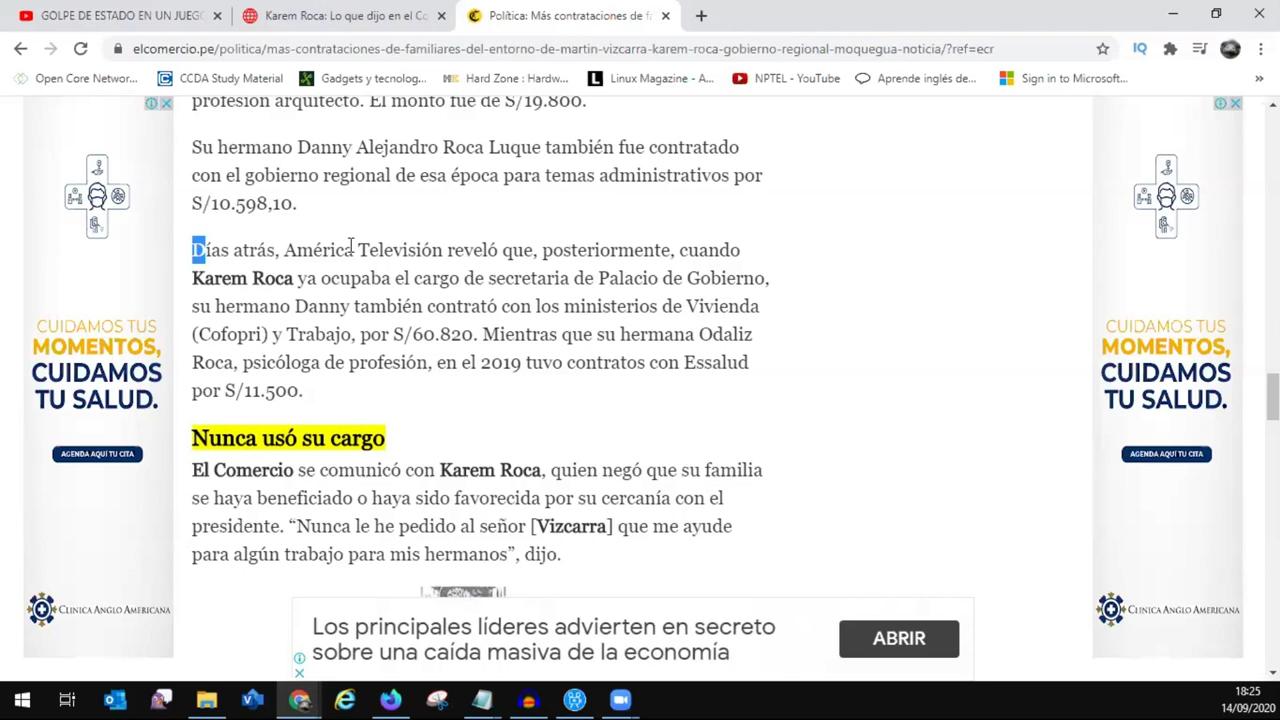 GOLPE DE ESTADO EN UN JUEGO
Karem Roca: Lo que dijo en el Co
Política: Más contrataciones de fa
elcomercio.pe/politica/mas-contrataciones-de-familiares-del-entorno-de-martin-vizcarra-karem-roca-gobierno-regional-moquegua-noticia/?ref=ecr
IQ
Open Core Networ...
CCDA Study Material
Gadgets y tecnolog...
Hard Zone : Hardw...
Linux Magazine - A...
NPTEL - YouTube
Aprende inglés de...
Sign in to Microsoft...
profesión arquitecto. El monto fue de S/19.800.
Su hermano Danny Alejandro Roca Luque también fue contratado
con el gobierno regional de esa época para temas administrativos por
S/10.598,10.
Días atrás, América Televisión reveló que, posteriormente, cuando
Karem Roca ya ocupaba el cargo de secretaria de Palacio de Gobierno,
su hermano Danny también contrató con los ministerios de Vivienda
(Cofopri) y Trabajo, por S/60.820. Mientras que su hermana Odaliz
Roca, psicóloga de profesión, en el 2019 tuvo contratos con Essalud
por S/11.500.
Nunca usó su cargo
El Comercio se comunicó con Karem Roca, quien negó que su familia
se haya beneficiado o haya sido favorecida por su cercanía con el
presidente. “Nunca le he pedido al señor [Vizcarra] que me ayude
para algún trabajo para mis hermanos”, dijo.
CUIDAMOS TUS
MOMENTOS,
CUIDAMOS
TU SALUD.
AGENDA AQUÍ TU CITA
CLINICA ANGLO AMERICANA
CUIDAMOS TUS
MOMENTOS,
CUIDAMOS
TU SALUD.
AGENDA AQUÍ TU CITA
CLINICA ANGLO AMERICANA
Los principales líderes advierten en secreto
sobre una caída masiva de la economía
ABRIR
18:25
14/09/2020